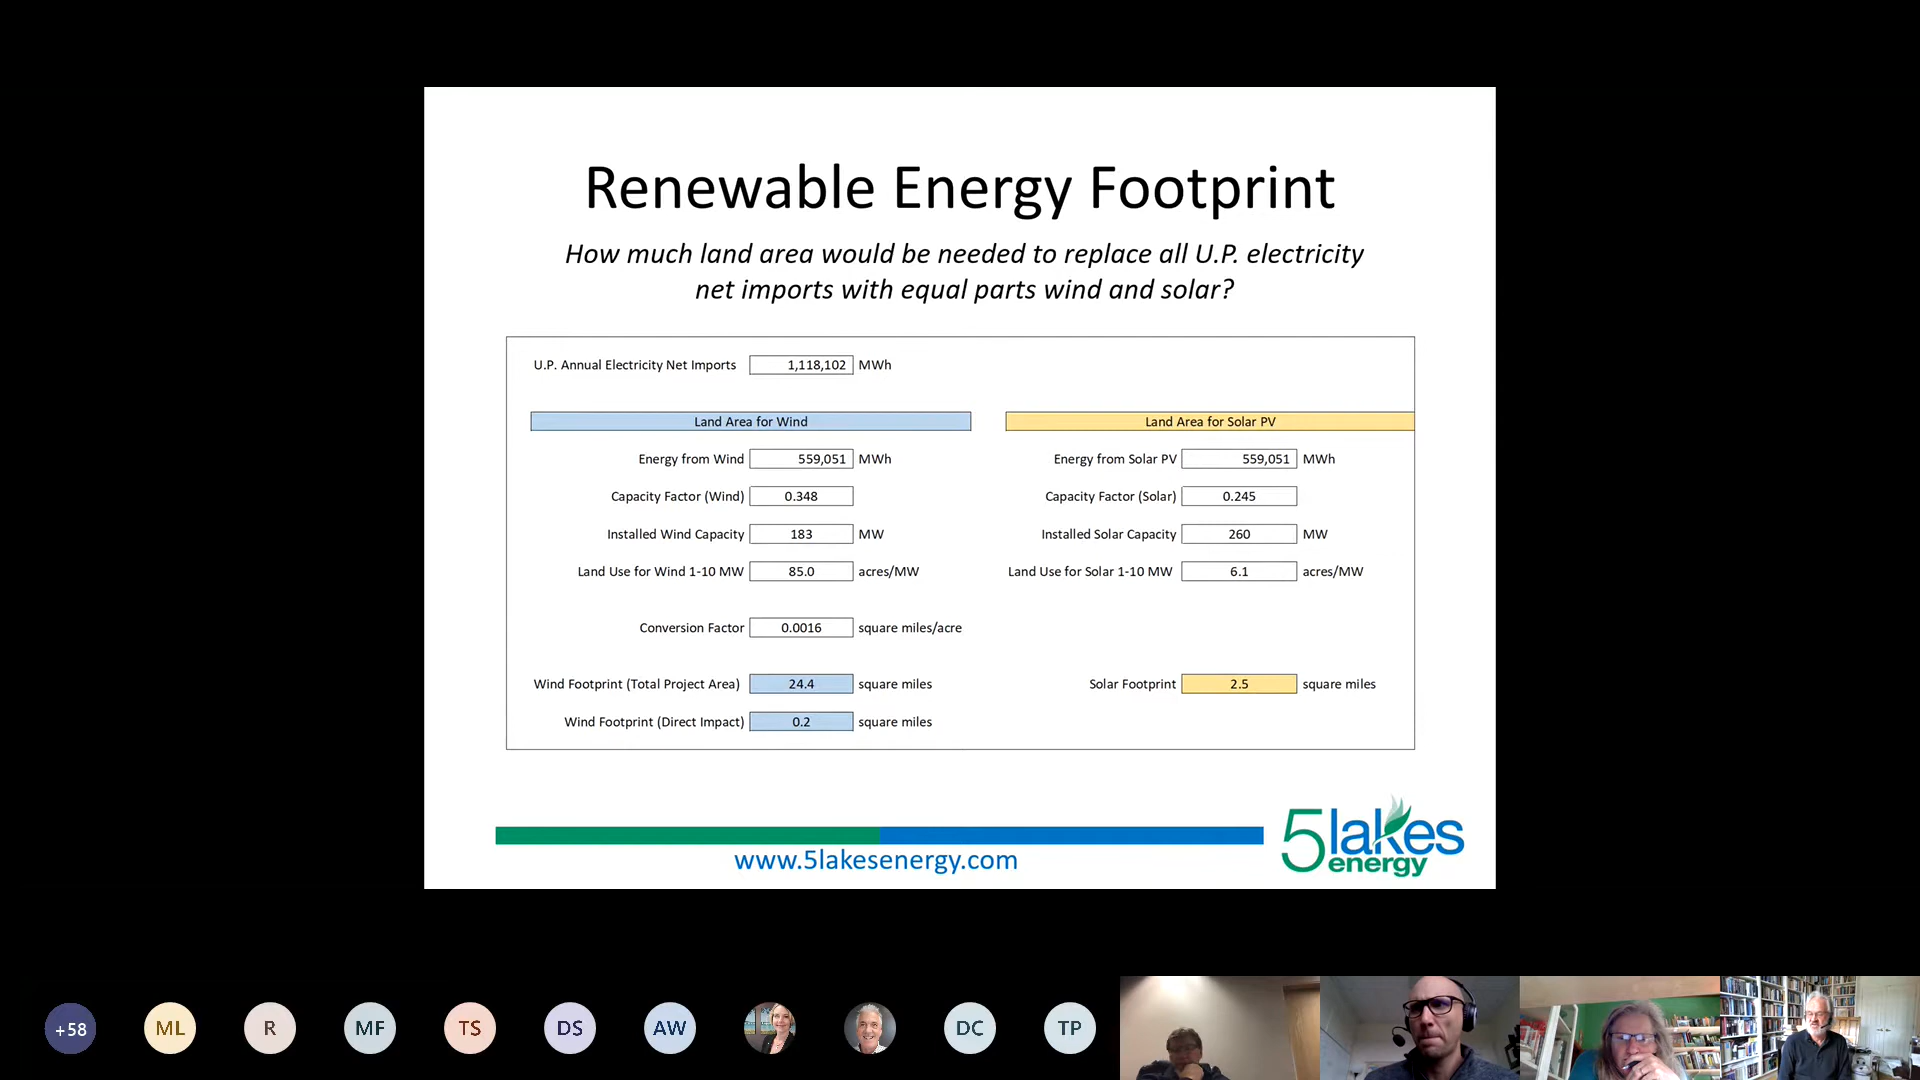 Renewable Energy Footprint
How much land area would be needed to replace all U.P. electricity
net imports with equal parts wind and solar?
U.P. Annual Electricity Net Imports 1,118,102 MWh
Land Area for Wind
Land Area for Solar PV
Energy from Wind 559,051 MWh
Energy from Solar PV 559,051 MWh
Capacity Factor (Wind) 0.348
Capacity Factor (Solar) 0.245
Installed Wind Capacity 183 MW
Installed Solar Capacity 260 MW
Land Use for Wind 1-10 MW 85.0 acres/MW
Land Use for Solar 1-10 MW 6.1 acres/MW
Conversion Factor 0.0016 square miles/acre
Wind Footprint (Total Project Area) 24.4 square miles
Solar Footprint 2.5 square miles
Wind Footprint (Direct Impact) 0.2 square miles
www.5lakesenergy.com
5lakes
energy
+58 ML R MF TS DS AW DC TP